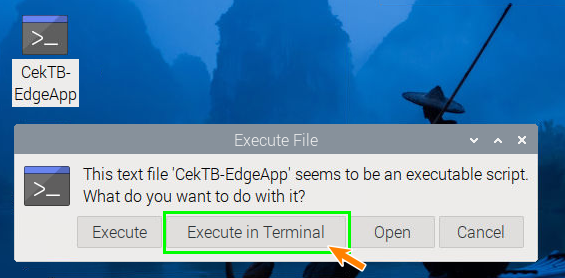 CekTB-
EdgeApp
Execute File
This text file 'CekTB-EdgeApp' seems to be an executable script.
What do you want to do with it?
Execute
Execute in Terminal
Open
Cancel